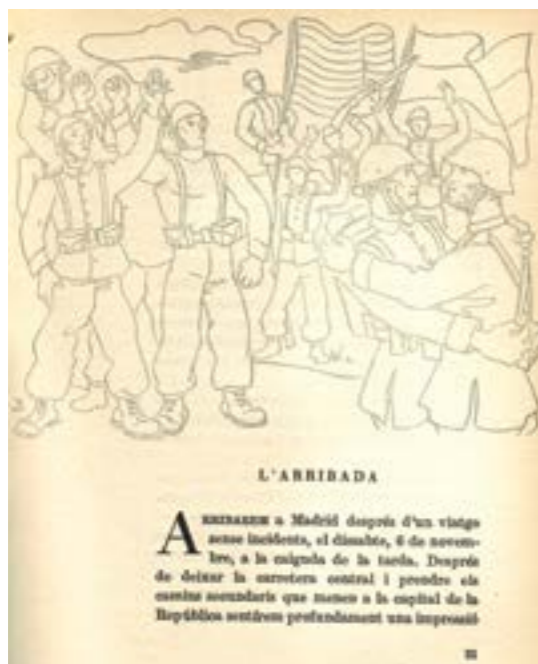 L'ARRIBADA
ARRIBAREM a Madrid després d'un viatge
sense incidents, el dissabte, 6 de novem-
bre, a la caiguda de la tarda. Després
de deixar la carretera central i prendre els
camins secundaris que menen a la capital de la
República sentírem profundament una impressió